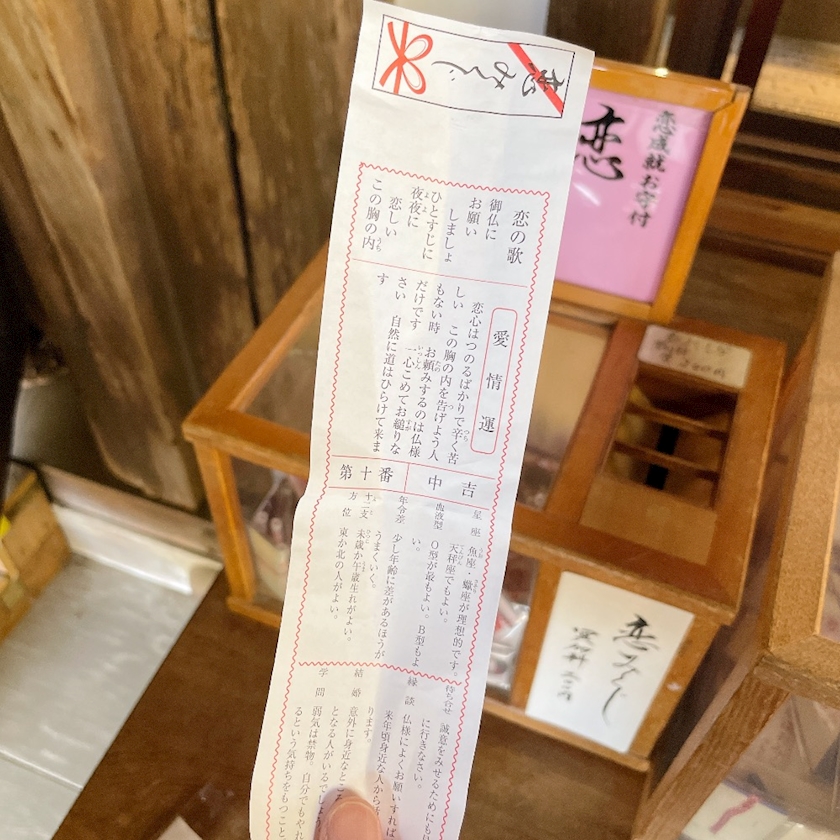 恋みくじ
恋の歌
御仏に
お願い
しましょ
ひとすじに
夜夜に
恋しい
この胸の内
愛情運
恋心はつのるばかりで辛く苦
しい この胸の内を告げよう人
もない時 お頼みするのは仏様
だけです 一心こめてお縋りな
さい 自然に道はひらけて来ま
す
第十番
中吉
星座 魚座・蠍座が理想的です。
天秤座でもよい。
血液型 O型が最もよい。B型もよ
い。
年令差 少し年齢に差があるほうが
うまくいく。
十二支 未歳か午歳生れがよい。
方位 東か北の人がよい。
待ち合せ 誠意をみせるためにも
に行きなさい。
縁談 仏様によくお願いすれば
来年頃身近な人から
ります。
結婚 意外に身近なところ
となる人がいるでし
学問 弱気は禁物。自分でもやれ
るという気持ちをもつこと
恋成就お守付
恋
恋みくじ